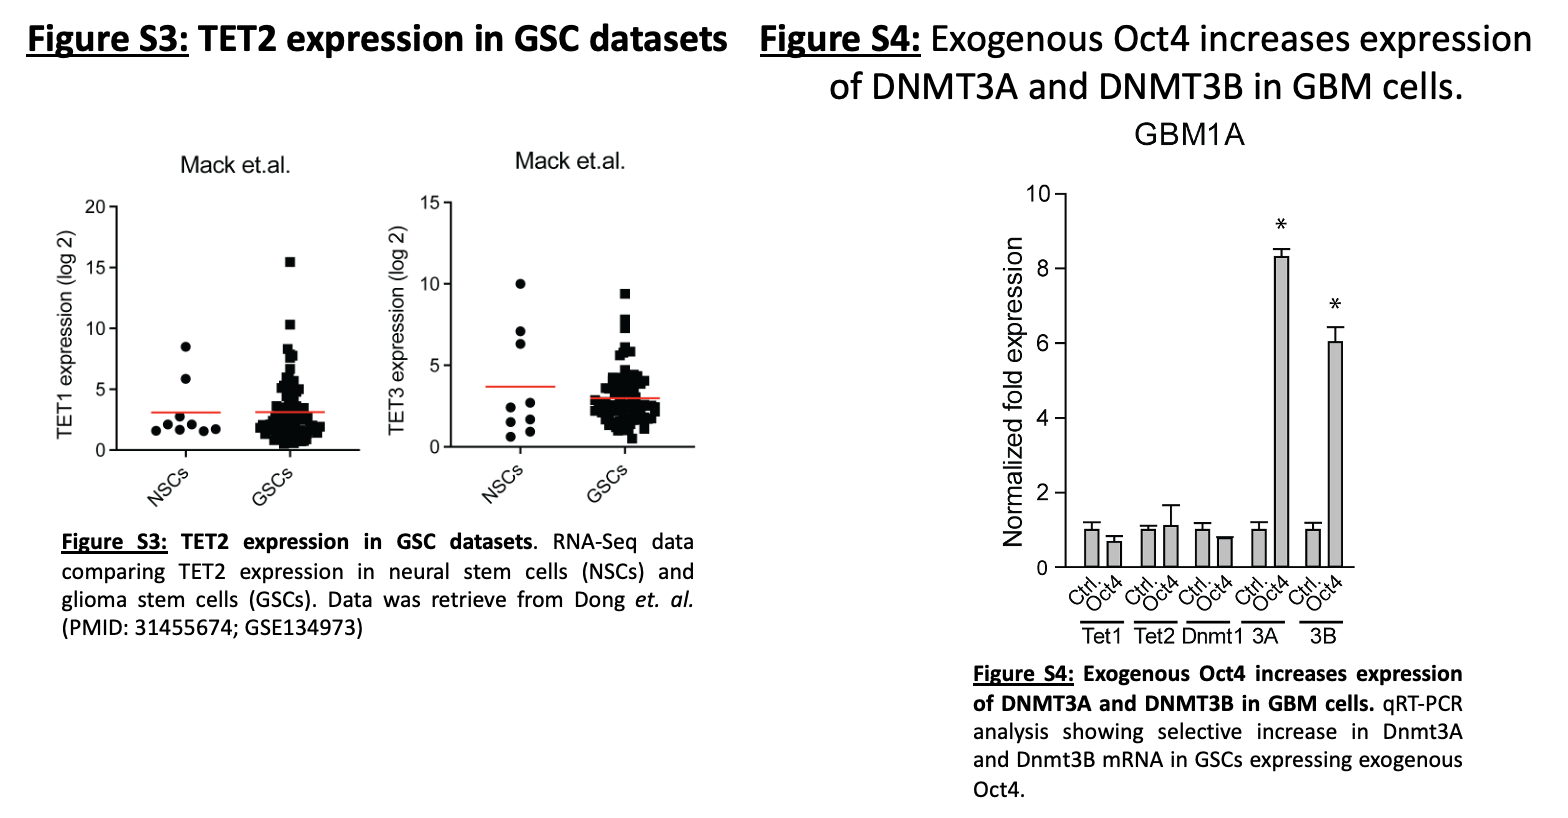 Figure S3: TET2 expression in GSC datasets
Mack et.al.
TET1 expression (log 2)
20
15
10
5
0
NSCs
GSCs
Mack et.al.
TET3 expression (log 2)
15
10
5
0
NSCs
GSCs
Figure S3: TET2 expression in GSC datasets. RNA-Seq data
comparing TET2 expression in neural stem cells (NSCs) and
glioma stem cells (GSCs). Data was retrieve from Dong et. al.
(PMID: 31455674; GSE134973)
Figure S4: Exogenous Oct4 increases expression
of DNMT3A and DNMT3B in GBM cells.
GBM1A
Normalized fold expression
10
8
6
4
2
0
*
*
Ctrl. Oct4 Ctrl. Oct4 Ctrl. Oct4 Ctrl. Oct4 Ctrl. Oct4
Tet1 Tet2 Dnmt1 3A 3B
Figure S4: Exogenous Oct4 increases expression
of DNMT3A and DNMT3B in GBM cells. qRT-PCR
analysis showing selective increase in Dnmt3A
and Dnmt3B mRNA in GSCs expressing exogenous
Oct4.